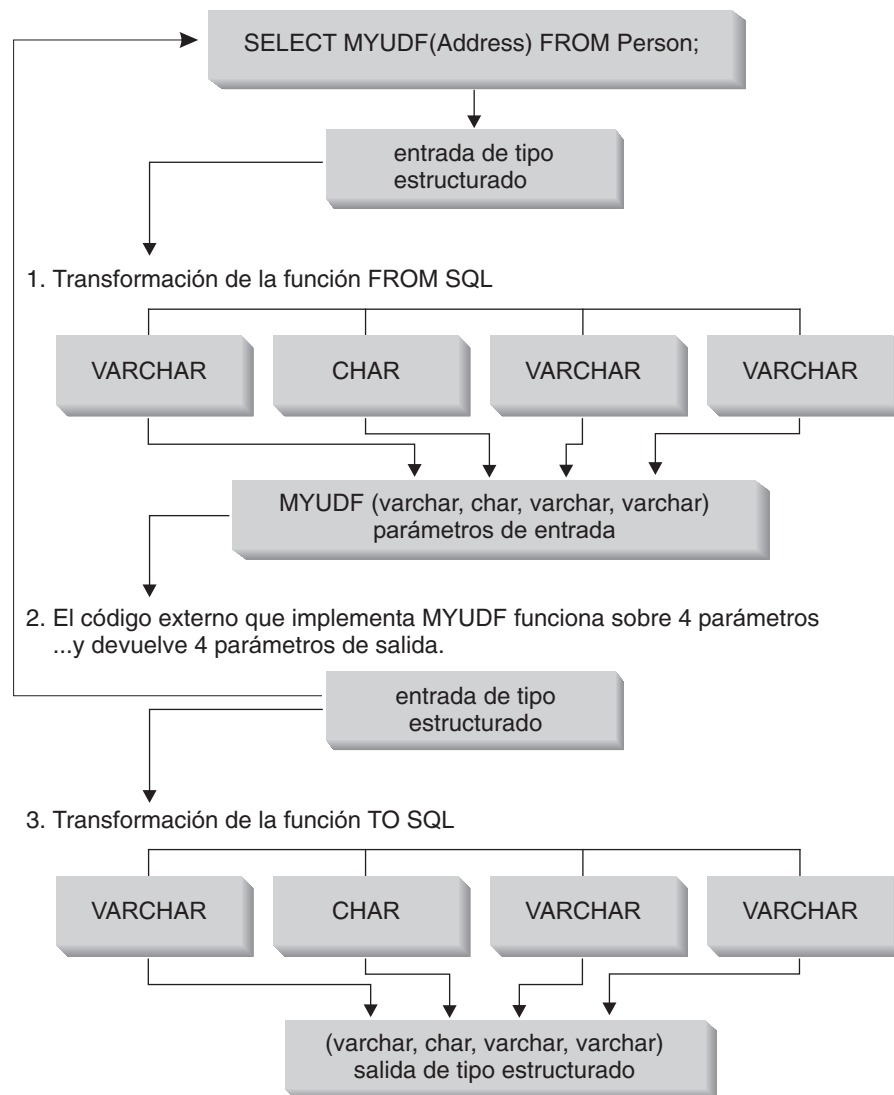 SELECT MYUDF(Address) FROM Person;
entrada de tipo
estructurado
1. Transformación de la función FROM SQL
VARCHAR
CHAR
VARCHAR
VARCHAR
MYUDF (varchar, char, varchar, varchar)
parámetros de entrada
2. El código externo que implementa MYUDF funciona sobre 4 parámetros
...y devuelve 4 parámetros de salida.
entrada de tipo
estructurado
3. Transformación de la función TO SQL
VARCHAR
CHAR
VARCHAR
VARCHAR
(varchar, char, varchar, varchar)
salida de tipo estructurado